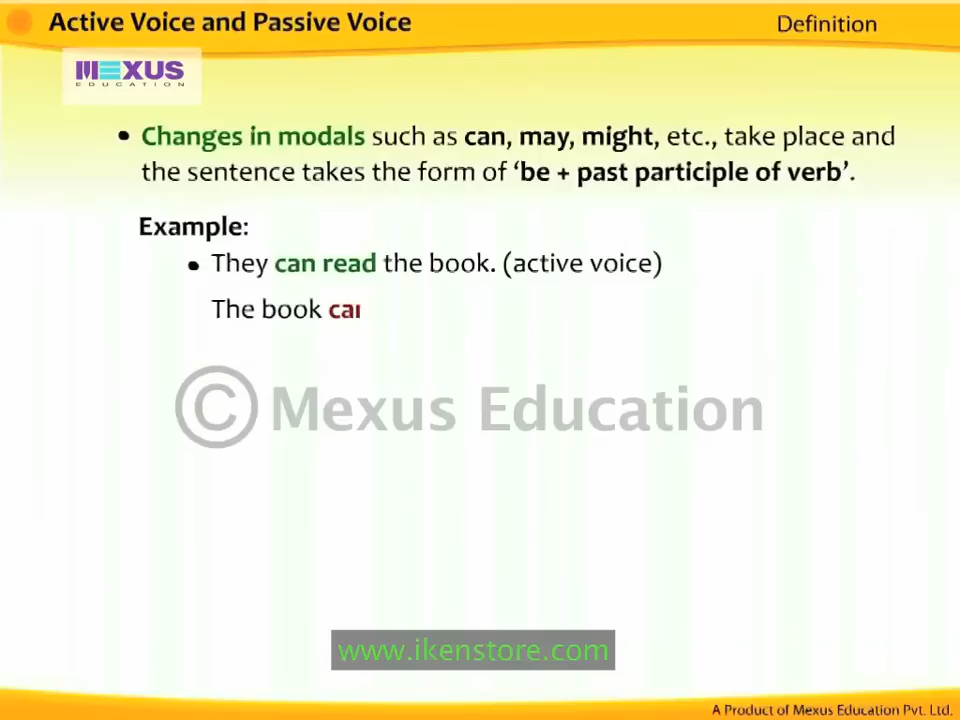 Active Voice and Passive Voice
Definition
MEXUS
EDUCATION
• Changes in modals such as can, may, might, etc., take place and
the sentence takes the form of ‘be + past participle of verb’.
Example:
• They can read the book. (active voice)
The book
© Mexus Education
www.ikenstore.com
A Product of Mexus Education Pvt. Ltd.